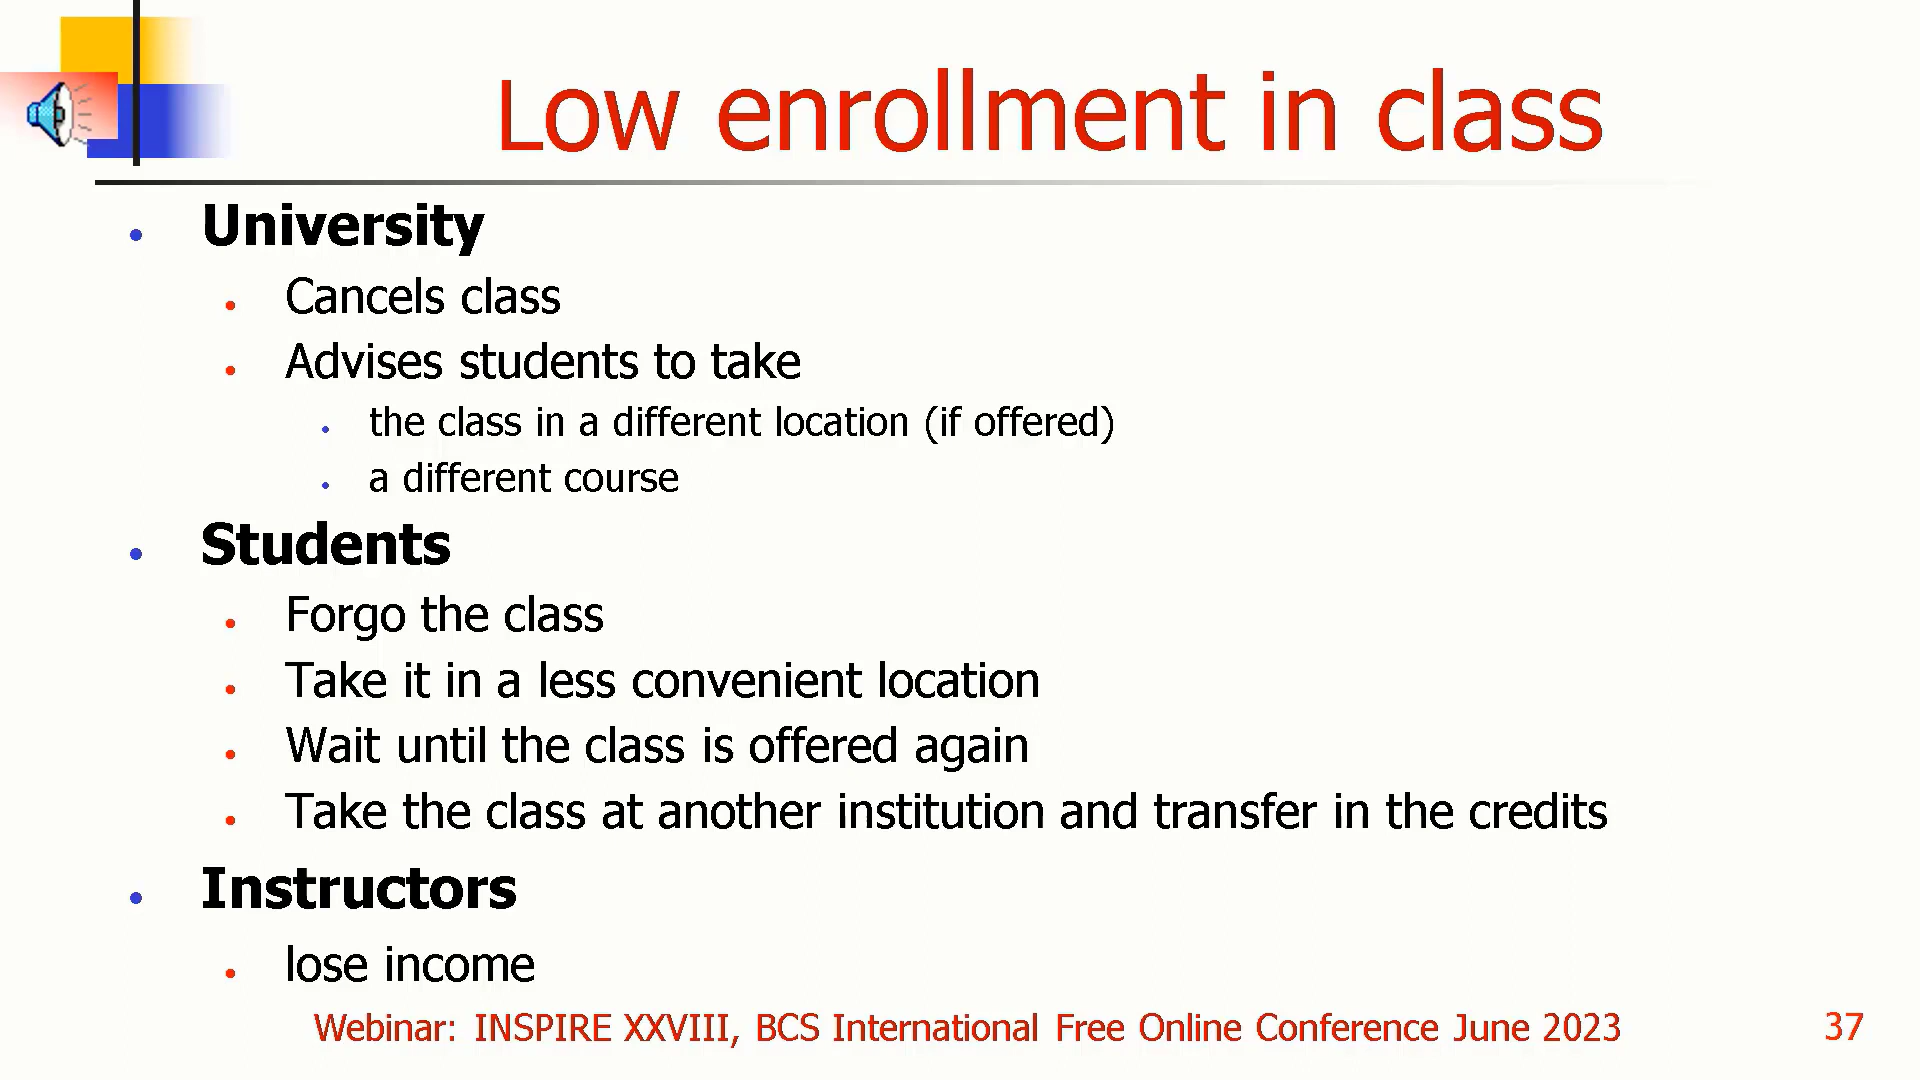 Low enrollment in class
• University
• Cancels class
• Advises students to take
• the class in a different location (if offered)
• a different course
• Students
• Forgo the class
• Take it in a less convenient location
• Wait until the class is offered again
• Take the class at another institution and transfer in the credits
• Instructors
• lose income
Webinar: INSPIRE XXVIII, BCS International Free Online Conference June 2023 37